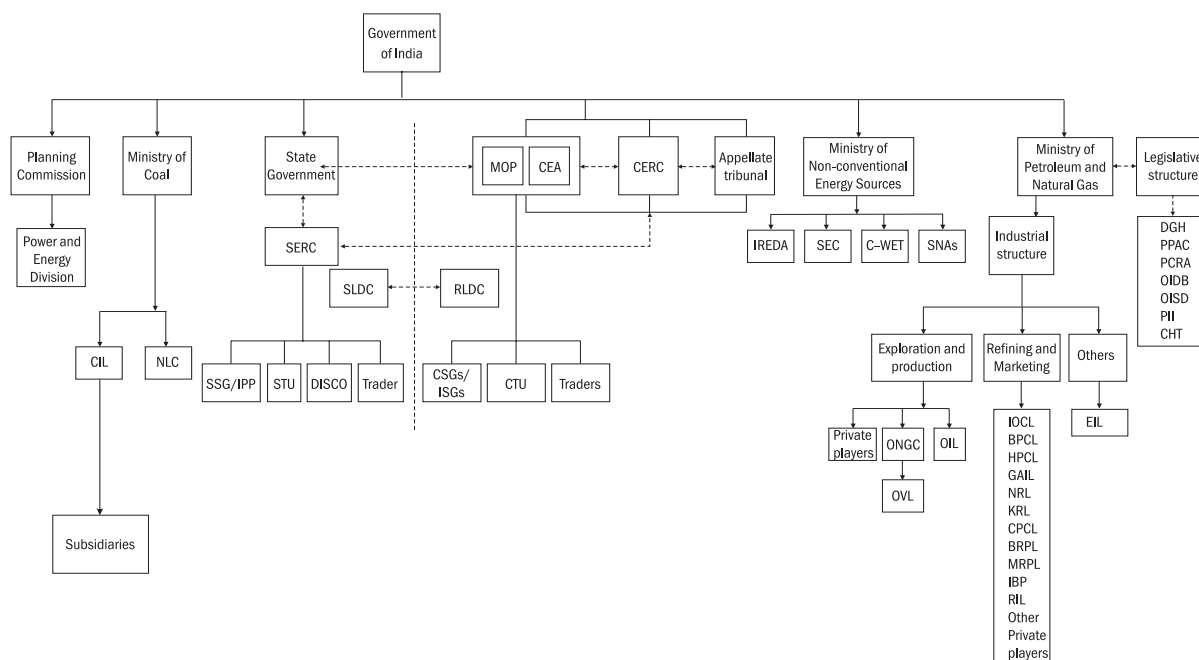 Government
of India
Planning
Commission
Ministry of
Coal
State
Government
MOP
CEA
CERC
Appellate
tribunal
Ministry of
Non-conventional
Energy Sources
Ministry of
Petroleum and
Natural Gas
Legislative
structure
Power and
Energy
Division
SERC
IREDA
SEC
C–WET
SNAs
Industrial
structure
DGH
PPAC
PCRA
OIDB
OISD
PII
CHT
SLDC
RLDC
CIL
NLC
SSG/IPP
STU
DISCO
Trader
CSGs/
ISGs
CTU
Traders
Exploration and
production
Refining and
Marketing
Others
Private
players
ONGC
OIL
OVL
IOCL
BPCL
HPCL
GAIL
NRL
KRL
CPCL
BRPL
MRPL
IBP
RIL
Other
Private
players
EIL
Subsidiaries